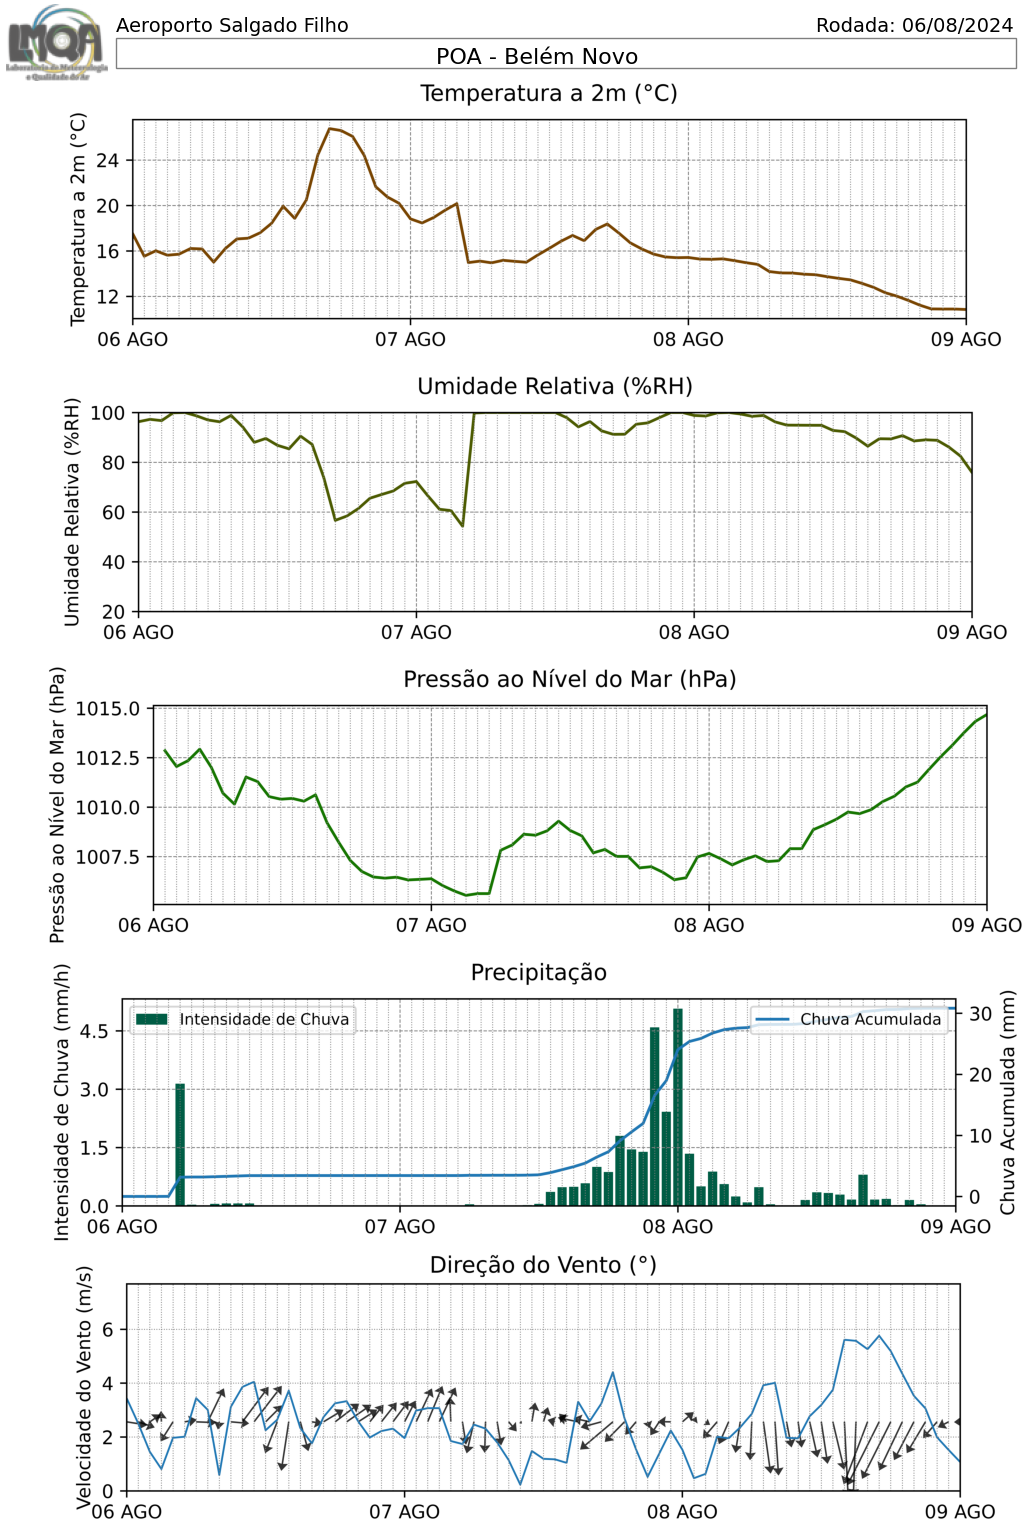 LMQA
Laboratório de Meteorologia
e Qualidade do Ar
Aeroporto Salgado Filho
Rodada: 06/08/2024
POA - Belém Novo
Temperatura a 2m (°C)
Temperatura a 2m (°C)
24
20
16
12
06 AGO 07 AGO 08 AGO 09 AGO
Umidade Relativa (%RH)
Umidade Relativa (%RH)
100
80
60
40
20
06 AGO 07 AGO 08 AGO 09 AGO
Pressão ao Nível do Mar (hPa)
Pressão ao Nível do Mar (hPa)
1015.0
1012.5
1010.0
1007.5
06 AGO 07 AGO 08 AGO 09 AGO
Precipitação
Intensidade de Chuva (mm/h)
Intensidade de Chuva
Chuva Acumulada
4.5
3.0
1.5
0.0
30
20
10
0
Chuva Acumulada (mm)
06 AGO 07 AGO 08 AGO 09 AGO
Direção do Vento (°)
Velocidade do Vento (m/s)
6
4
2
0
06 AGO 07 AGO 08 AGO 09 AGO